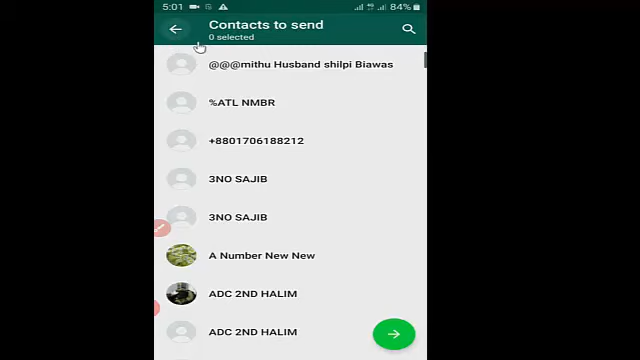 5:01 84%
Contacts to send
0 selected
@@@mithu Husband shilpi Biawas
%ATL NMBR
+8801706188212
3NO SAJIB
3NO SAJIB
A Number New New
ADC 2ND HALIM
ADC 2ND HALIM